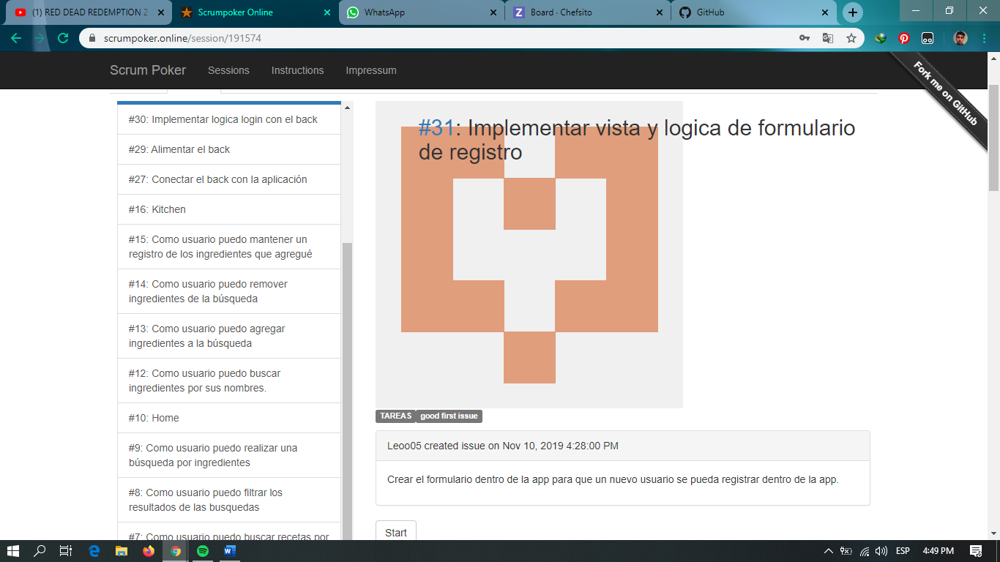 (1) RED DEAD REDEMPTION 2
Scrumpoker Online
WhatsApp
Board · Chefsito
GitHub
scrumpoker.online/session/191574
Scrum Poker
Sessions
Instructions
Impressum
Fork me on GitHub
#30: Implementar logica login con el back
#29: Alimentar el back
#27: Conectar el back con la aplicación
#16: Kitchen
#15: Como usuario puedo mantener un
registro de los ingredientes que agregué
#14: Como usuario puedo remover
ingredientes de la búsqueda
#13: Como usuario puedo agregar
ingredientes a la búsqueda
#12: Como usuario puedo buscar
ingredientes por sus nombres.
#10: Home
#9: Como usuario puedo realizar una
búsqueda por ingredientes
#8: Como usuario puedo filtrar los
resultados de las busquedas
#7: Como usuario puedo buscar recetas por
#31: Implementar vista y logica de formulario
de registro
TAREAS
good first issue
Leoo05 created issue on Nov 10, 2019 4:28:00 PM
Crear el formulario dentro de la app para que un nuevo usuario se pueda registrar dentro de la app.
Start
ESP
4:49 PM